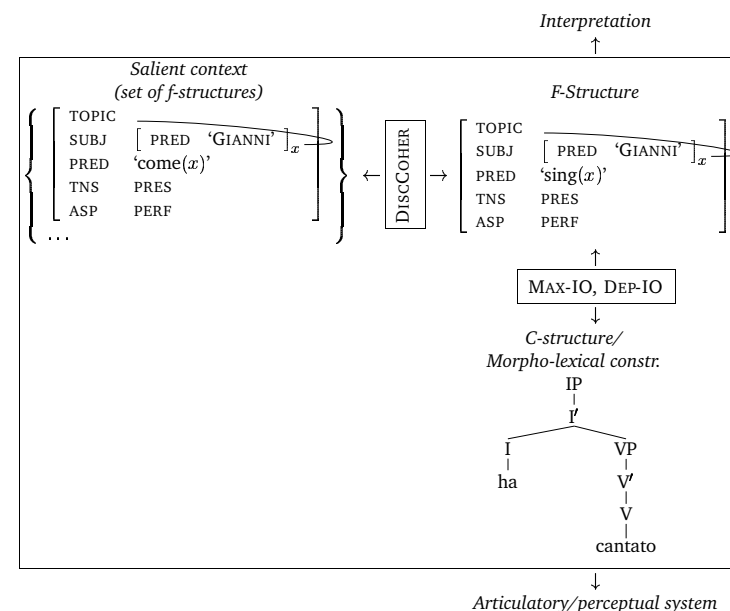 Interpretation
Salient context
(set of f-structures)
TOPIC
SUBJ [ PRED ‘GIANNI’ ]x
PRED ‘come(x)’
TNS PRES
ASP PERF
...
DISCCOHER
F-Structure
TOPIC
SUBJ [ PRED ‘GIANNI’ ]x
PRED ‘sing(x)’
TNS PRES
ASP PERF
MAX-IO, DEP-IO
C-structure/
Morpho-lexical constr.
IP
I′
I VP
ha V′
V
cantato
Articulatory/perceptual system